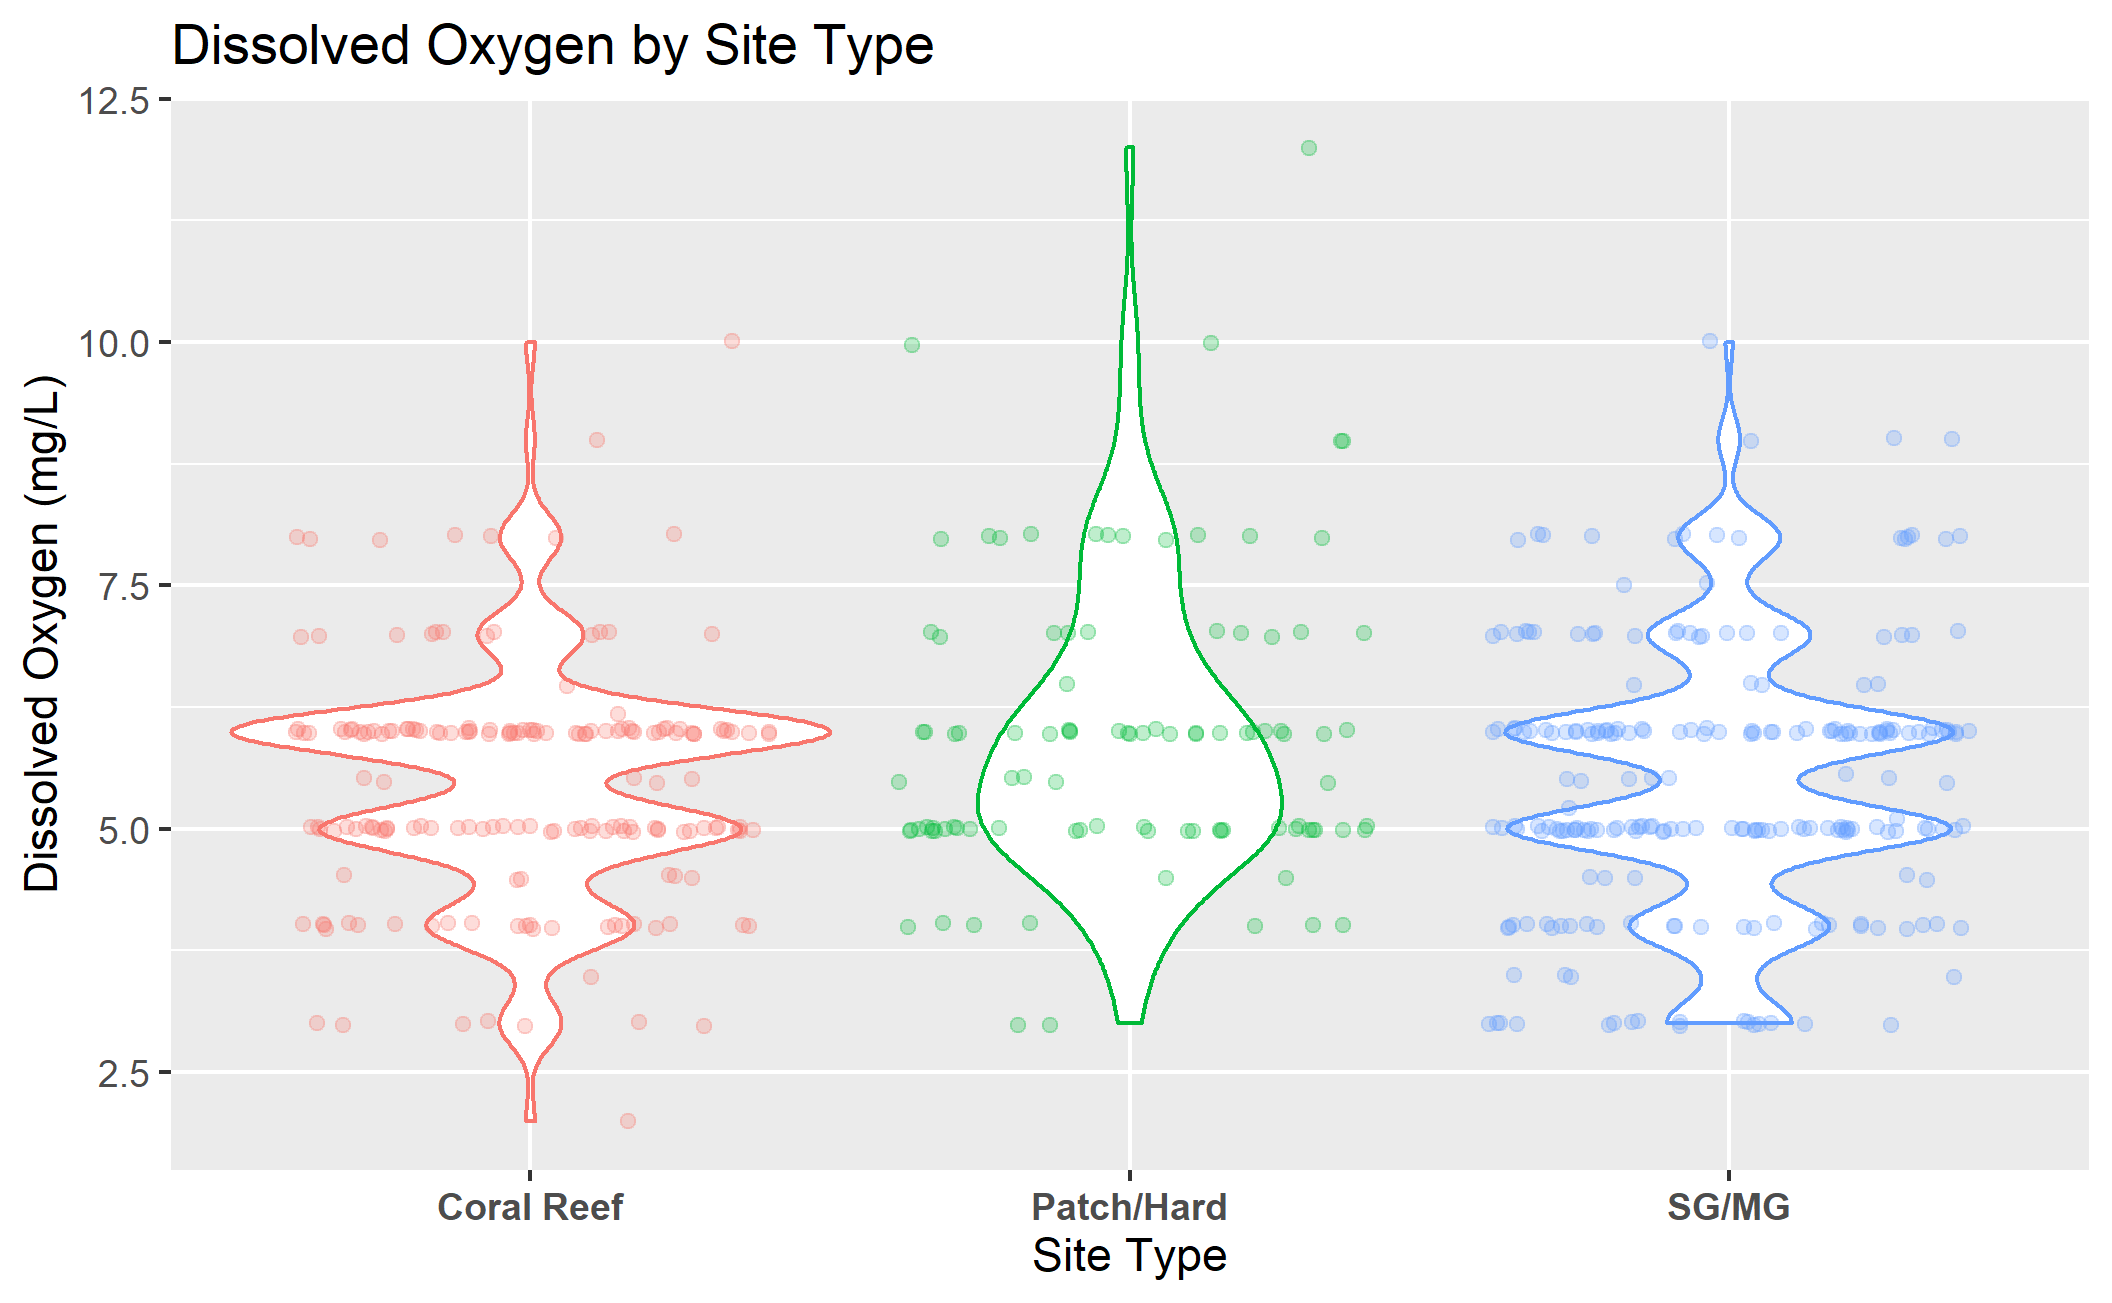 Dissolved Oxygen by Site Type
Dissolved Oxygen (mg/L)
12.5
10.0
7.5
5.0
2.5
Coral Reef
Patch/Hard
SG/MG
Site Type